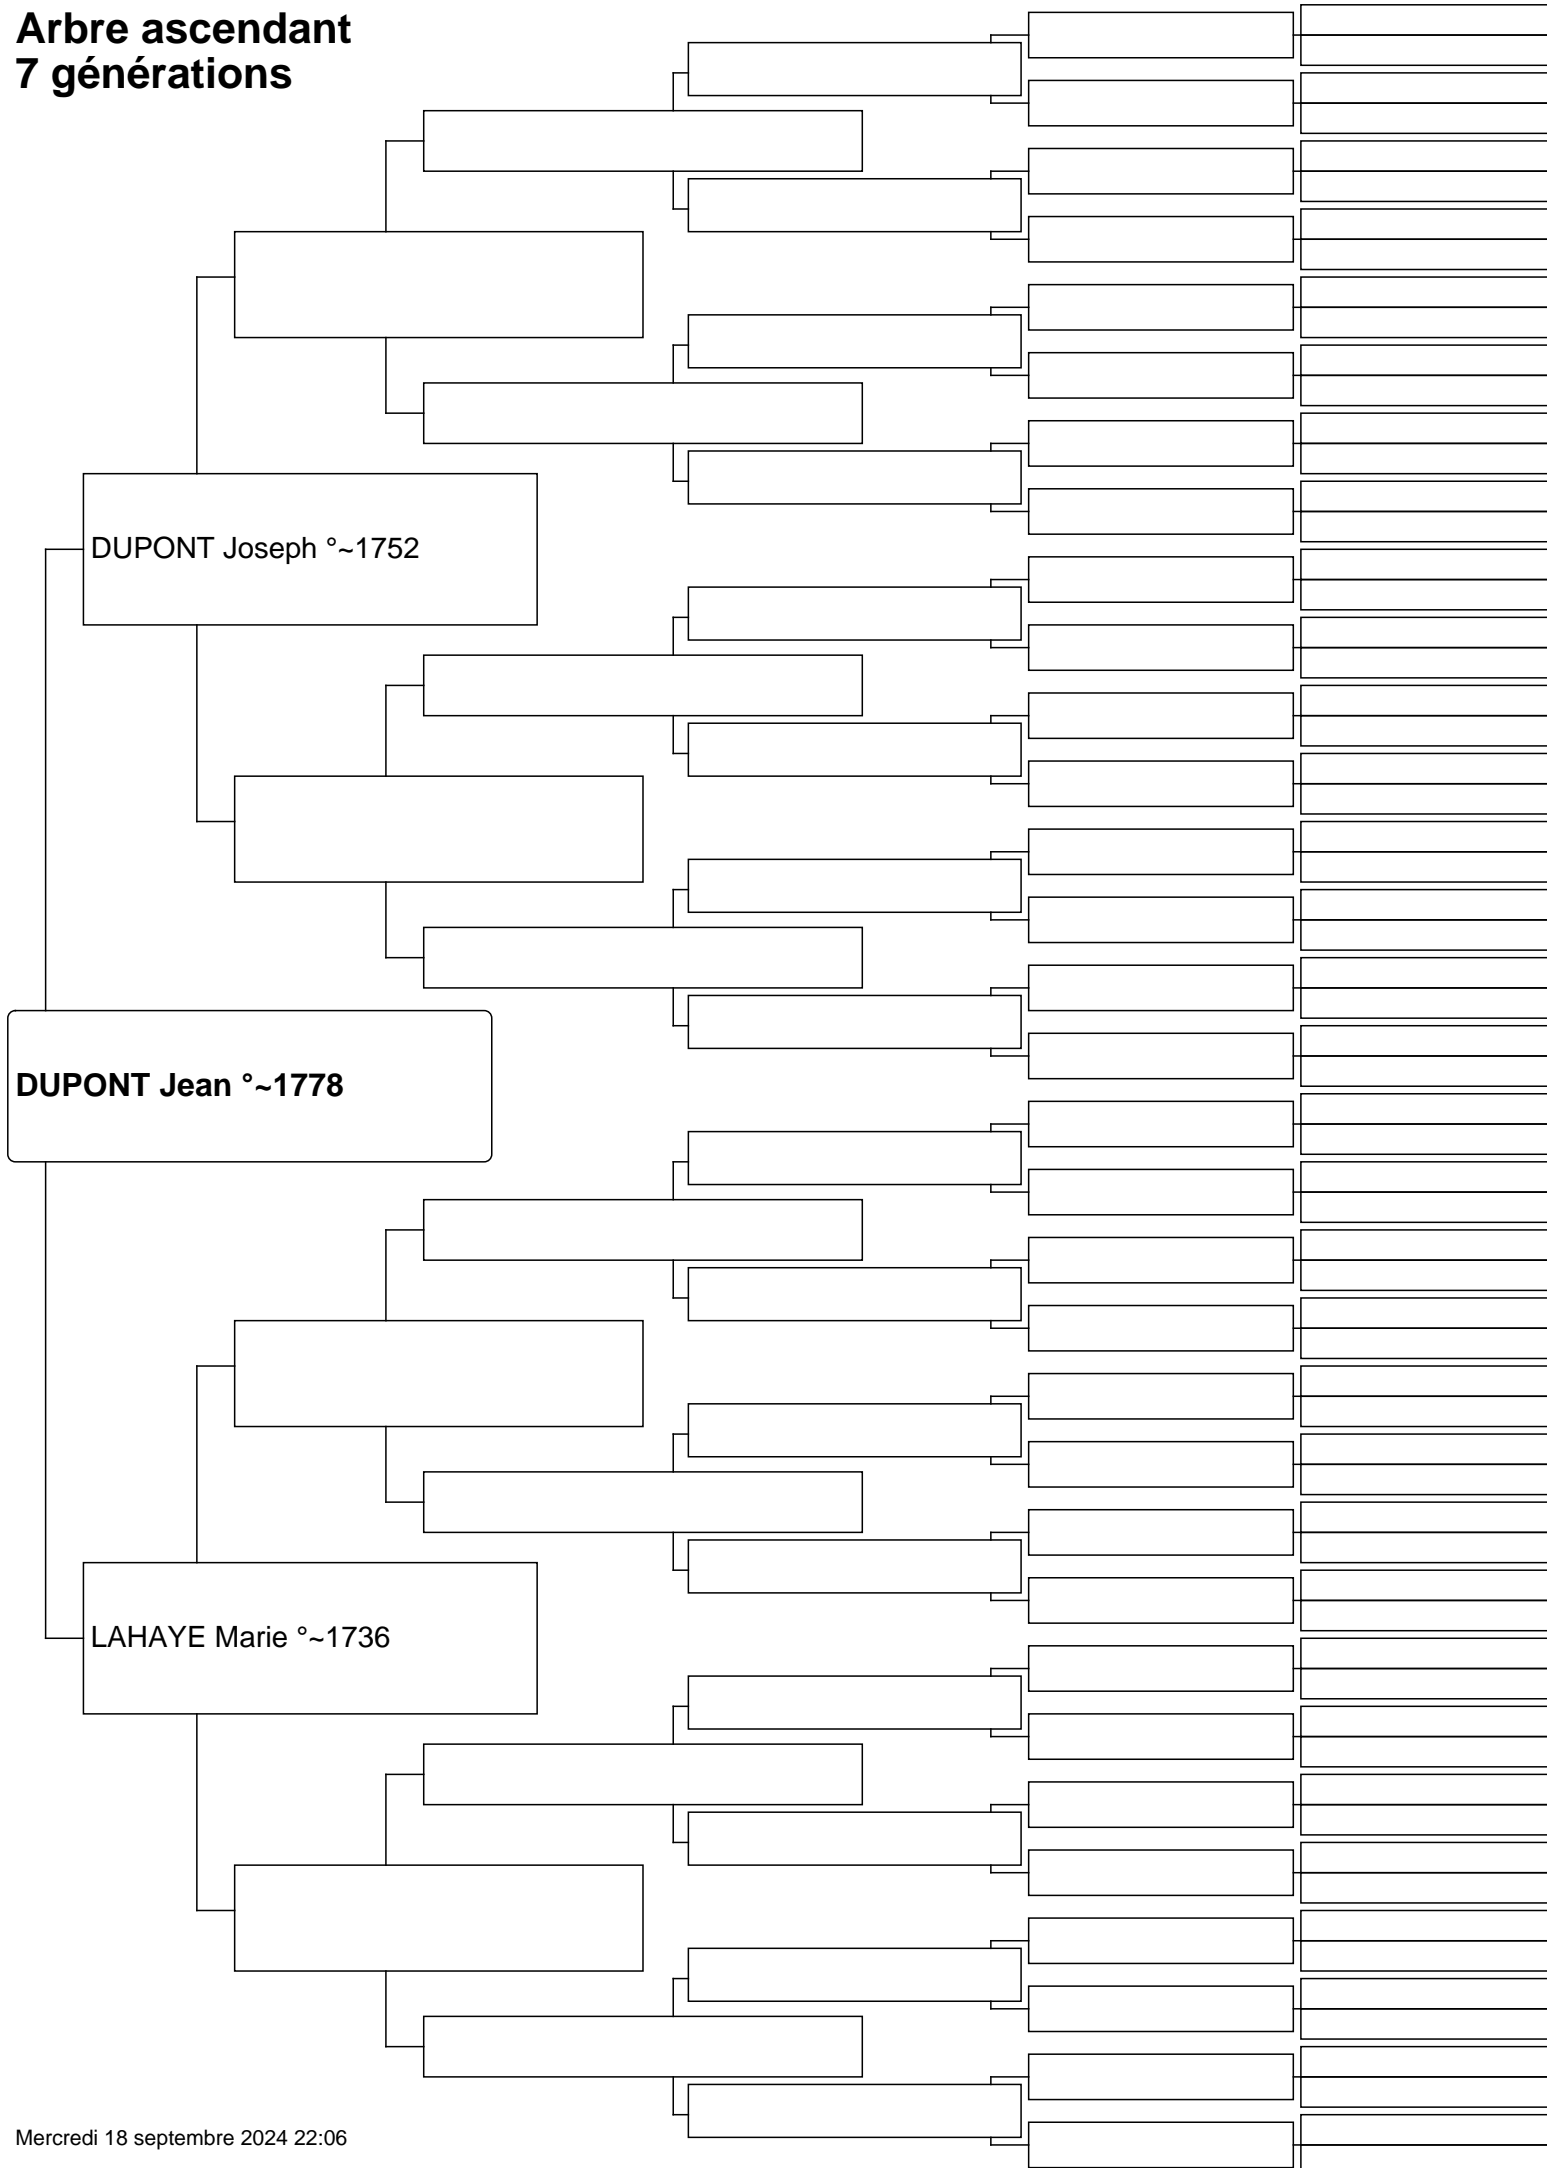 Arbre ascendant
7 générations
DUPONT Joseph °~1752
DUPONT Jean °~1778
LAHAYE Marie °~1736
Mercredi 18 septembre 2024 22:06